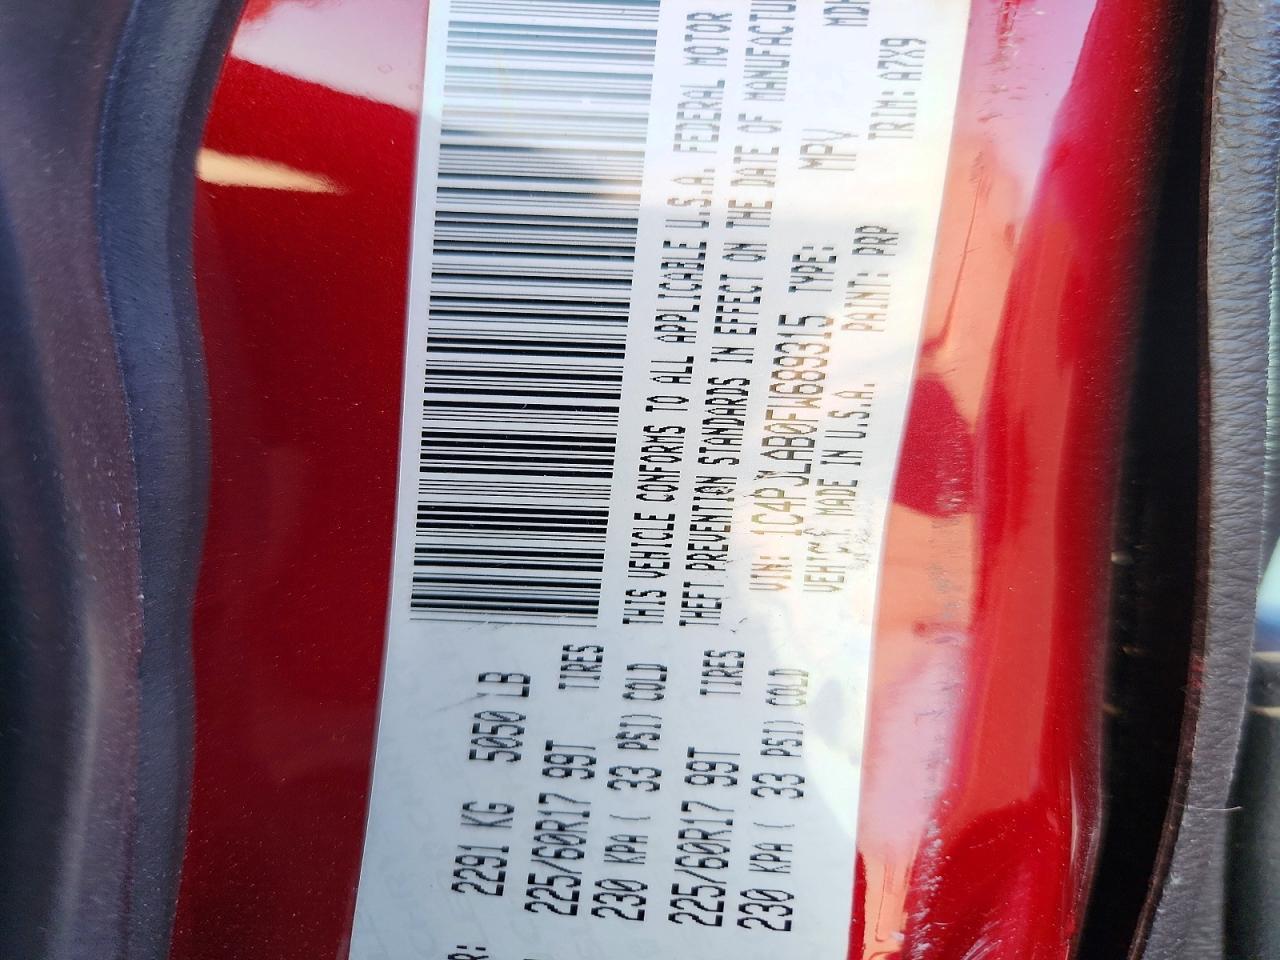 R:
2291 KG 5050 LB
225/60R17 99T TIRES
230 KPA ( 33 PSI) COLD
225/60R17 99T TIRES
230 KPA ( 33 PSI) COLD
THIS VEHICLE CONFORMS TO ALL APPLICABLE U.S.A. FEDERAL MOTOR
THEFT PREVENTION STANDARDS IN EFFECT ON THE DATE OF MANUFACTU
VIN: 1C4PJLAB0FW689315 TYPE: MPV MDH
VEHICLE MADE IN U.S.A. PAINT: PRP TRIM: A7X9